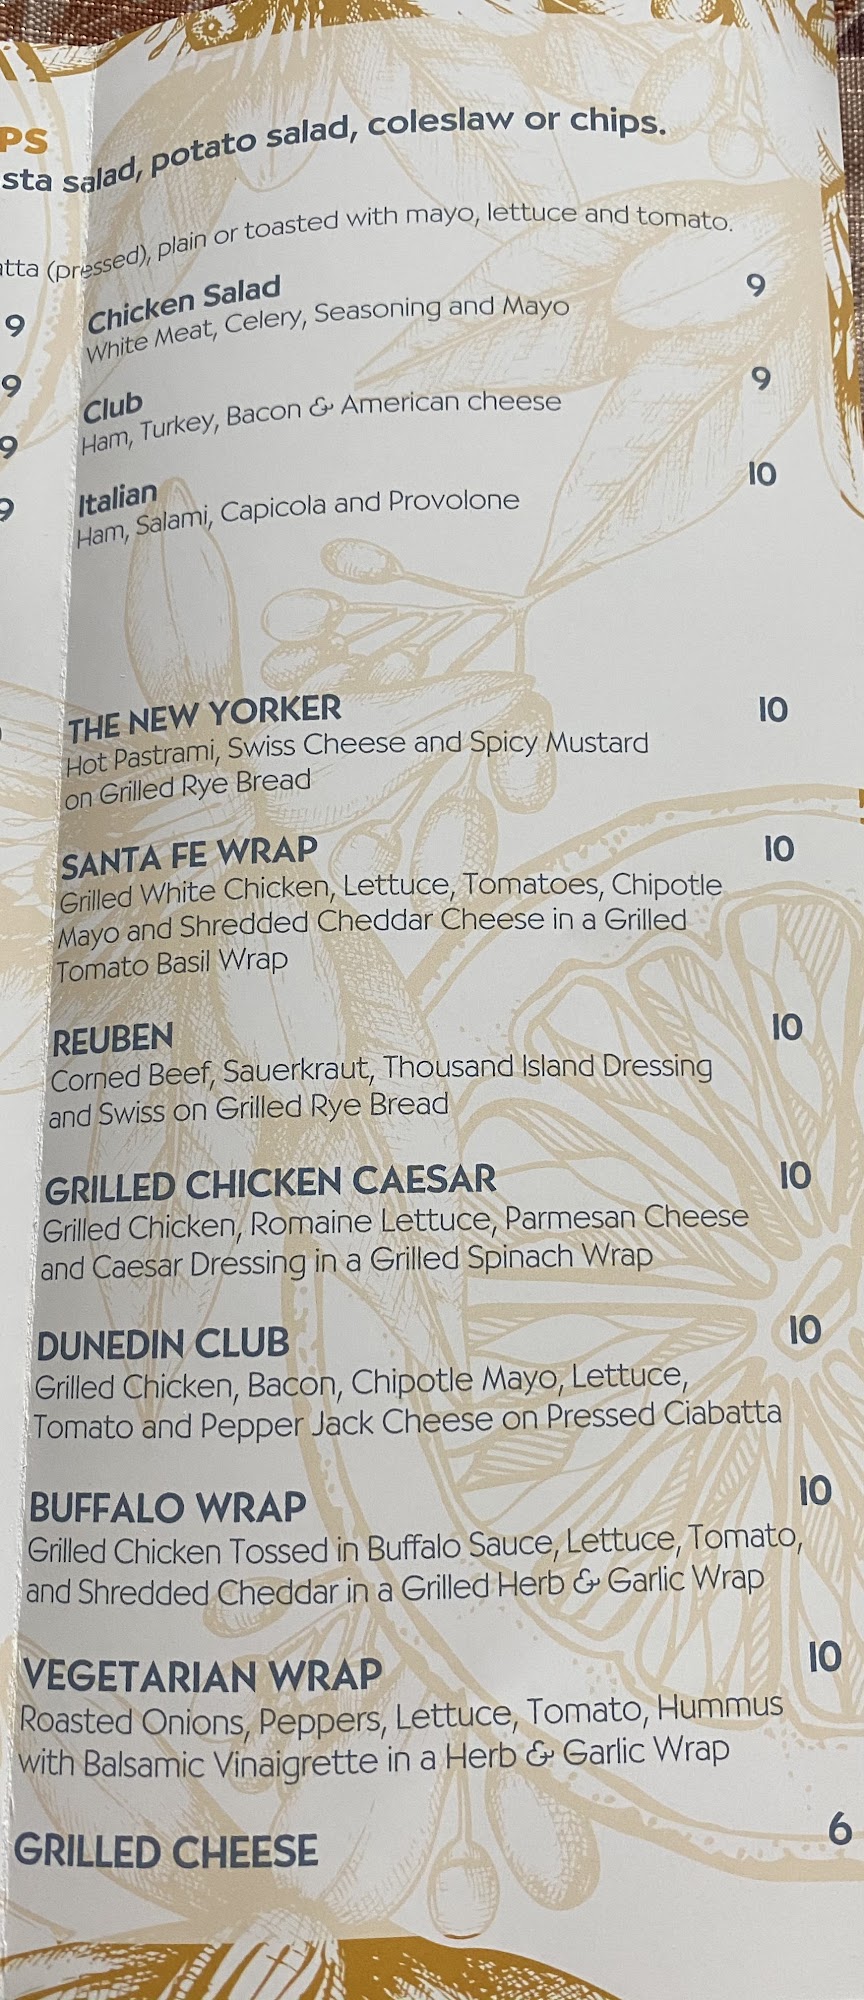 PS
sta salad, potato salad, coleslaw or chips.
atta (pressed), plain or toasted with mayo, lettuce and tomato.
9
Chicken Salad 9
White Meat, Celery, Seasoning and Mayo
9
Club 9
Ham, Turkey, Bacon & American cheese
9
Italian 10
Ham, Salami, Capicola and Provolone
9
THE NEW YORKER 10
Hot Pastrami, Swiss Cheese and Spicy Mustard
on Grilled Rye Bread
SANTA FE WRAP 10
Grilled White Chicken, Lettuce, Tomatoes, Chipotle
Mayo and Shredded Cheddar Cheese in a Grilled
Tomato Basil Wrap
REUBEN 10
Corned Beef, Sauerkraut, Thousand Island Dressing
and Swiss on Grilled Rye Bread
GRILLED CHICKEN CAESAR 10
Grilled Chicken, Romaine Lettuce, Parmesan Cheese
and Caesar Dressing in a Grilled Spinach Wrap
DUNEDIN CLUB 10
Grilled Chicken, Bacon, Chipotle Mayo, Lettuce,
Tomato and Pepper Jack Cheese on Pressed Ciabatta
BUFFALO WRAP 10
Grilled Chicken Tossed in Buffalo Sauce, Lettuce, Tomato,
and Shredded Cheddar in a Grilled Herb & Garlic Wrap
VEGETARIAN WRAP 10
Roasted Onions, Peppers, Lettuce, Tomato, Hummus
with Balsamic Vinaigrette in a Herb & Garlic Wrap
GRILLED CHEESE 6